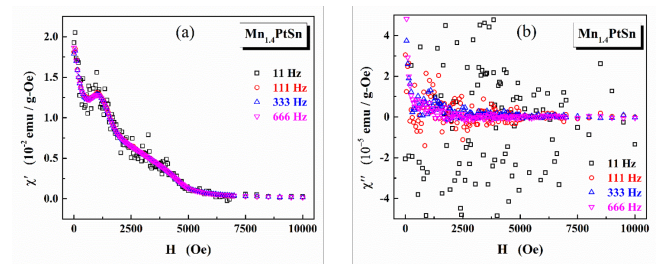 (a)
Mn1.4PtSn
11 Hz
111 Hz
333 Hz
666 Hz
χ′ (10⁻² emu / g-Oe)
2.0
1.5
1.0
0.5
0.0
0 2500 5000 7500 10000
H (Oe)
(b)
Mn1.4PtSn
χ″ (10⁻⁵ emu / g-Oe)
4
2
0
-2
-4
11 Hz
111 Hz
333 Hz
666 Hz
0 2500 5000 7500 10000
H (Oe)